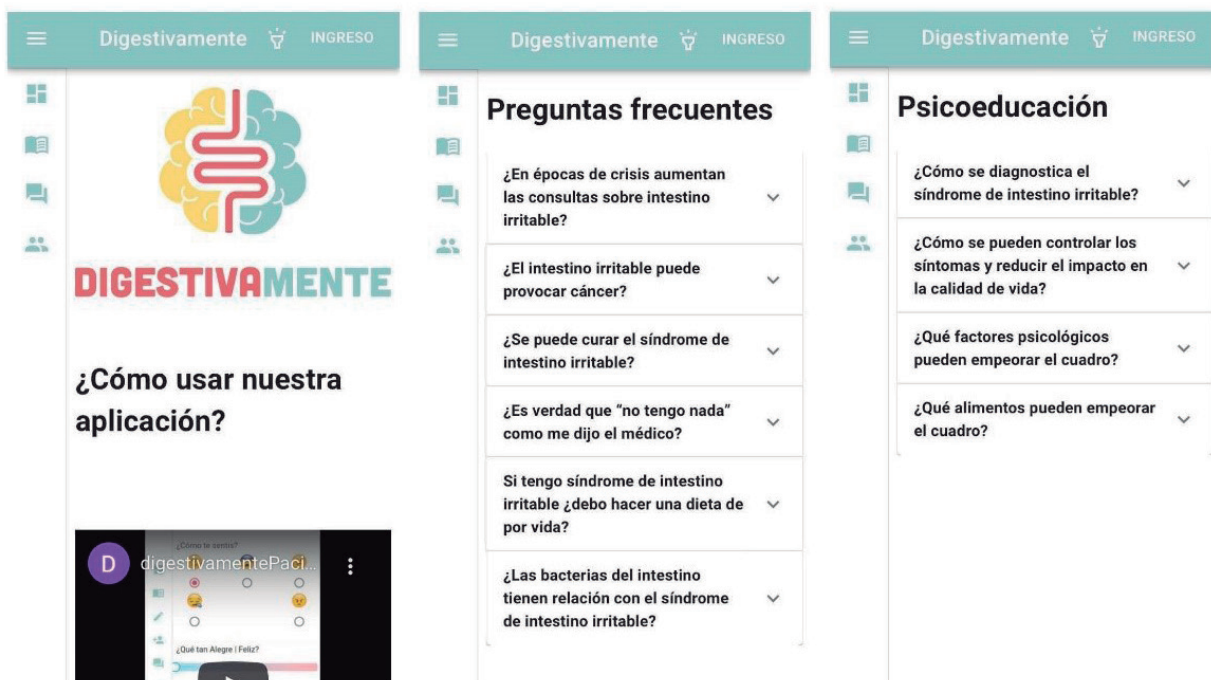 Digestivamente INGRESO
DIGESTIVAMENTE
¿Cómo usar nuestra
aplicación?
D digestivamentePaci...
¿Cómo te sentís?
¿Qué tan Alegre | Feliz?
Digestivamente INGRESO
Preguntas frecuentes
¿En épocas de crisis aumentan
las consultas sobre intestino
irritable?
¿El intestino irritable puede
provocar cáncer?
¿Se puede curar el síndrome de
intestino irritable?
¿Es verdad que “no tengo nada”
como me dijo el médico?
Si tengo síndrome de intestino
irritable ¿debo hacer una dieta de
por vida?
¿Las bacterias del intestino
tienen relación con el síndrome
de intestino irritable?
Digestivamente INGRESO
Psicoeducación
¿Cómo se diagnostica el
síndrome de intestino irritable?
¿Cómo se pueden controlar los
síntomas y reducir el impacto en
la calidad de vida?
¿Qué factores psicológicos
pueden empeorar el cuadro?
¿Qué alimentos pueden empeorar
el cuadro?